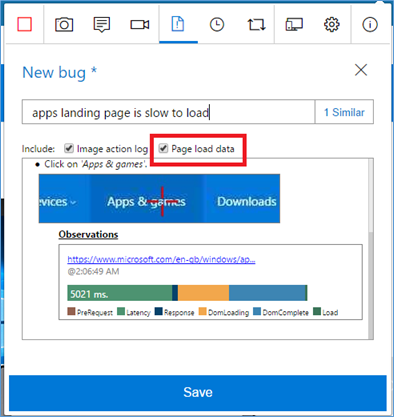 New bug *
apps landing page is slow to load
1 Similar
Include: Image action log Page load data
Click on 'Apps & games'.
vices
Apps & games
Downloads
Observations
https://www.microsoft.com/en-gb/windows/ap...
@2:06:49 AM
5021 ms.
PreRequest Latency Response DomLoading DomComplete Load
Save